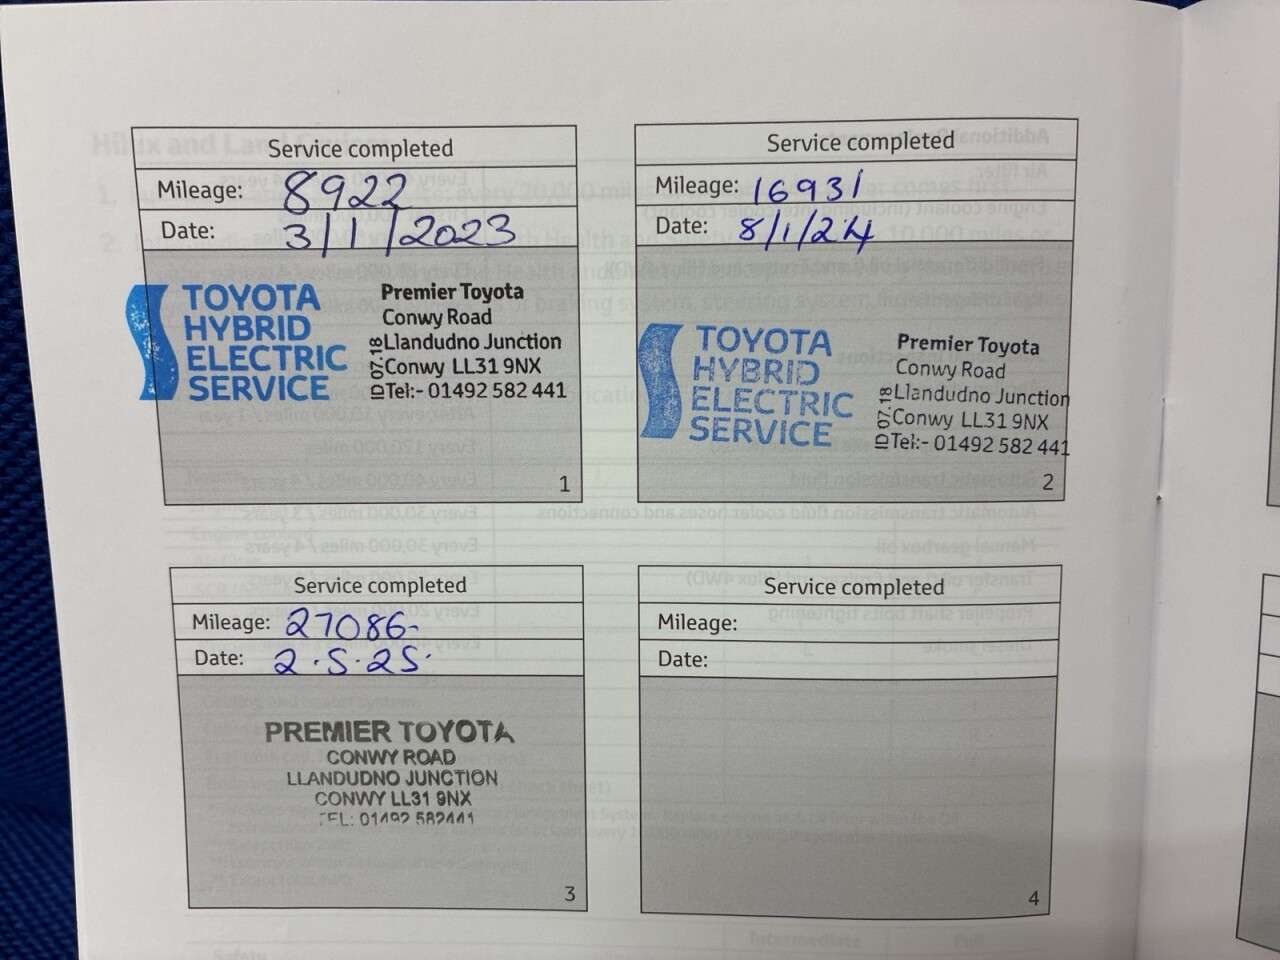 Service completed
Mileage: 8922
Date: 3/1/2023
TOYOTA
HYBRID
ELECTRIC
SERVICE
Premier Toyota
Conwy Road
Llandudno Junction
Conwy LL31 9NX
Tel:- 01492 582 441
ID 07.18
1
Service completed
Mileage: 16931
Date: 8/1/24
TOYOTA
HYBRID
ELECTRIC
SERVICE
Premier Toyota
Conwy Road
Llandudno Junction
Conwy LL31 9NX
Tel:- 01492 582 441
ID 07.18
2
Service completed
Mileage: 27086
Date: 2.5.25
PREMIER TOYOTA
CONWY ROAD
LLANDUDNO JUNCTION
CONWY LL31 9NX
TEL: 01492 582441
3
Service completed
Mileage:
Date:
4